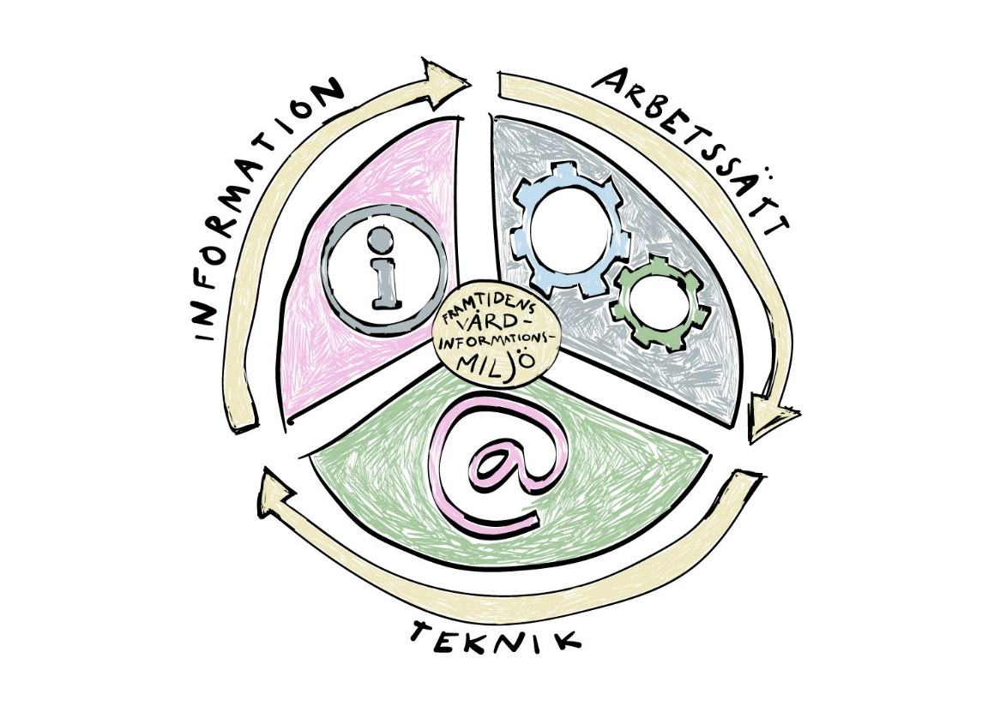 INFORMATION
ARBETSSÄTT
FRAMTIDENS
VÅRD-
INFORMATIONS-
MILJÖ
@
TEKNIK